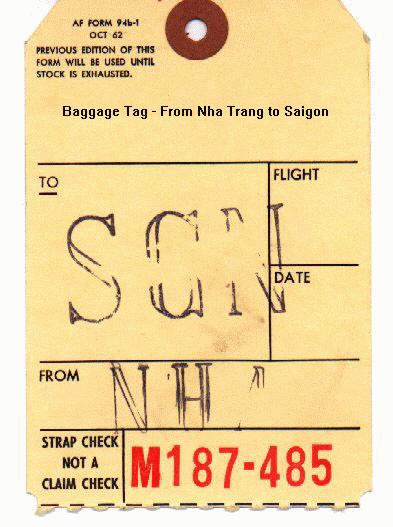 AF FORM 94b-1
OCT 62
PREVIOUS EDITION OF THIS
FORM WILL BE USED UNTIL
STOCK IS EXHAUSTED.
Baggage Tag - From Nha Trang to Saigon
TO
FLIGHT
SGN
DATE
FROM
NHA
STRAP CHECK
NOT A
CLAIM CHECK
M187-485